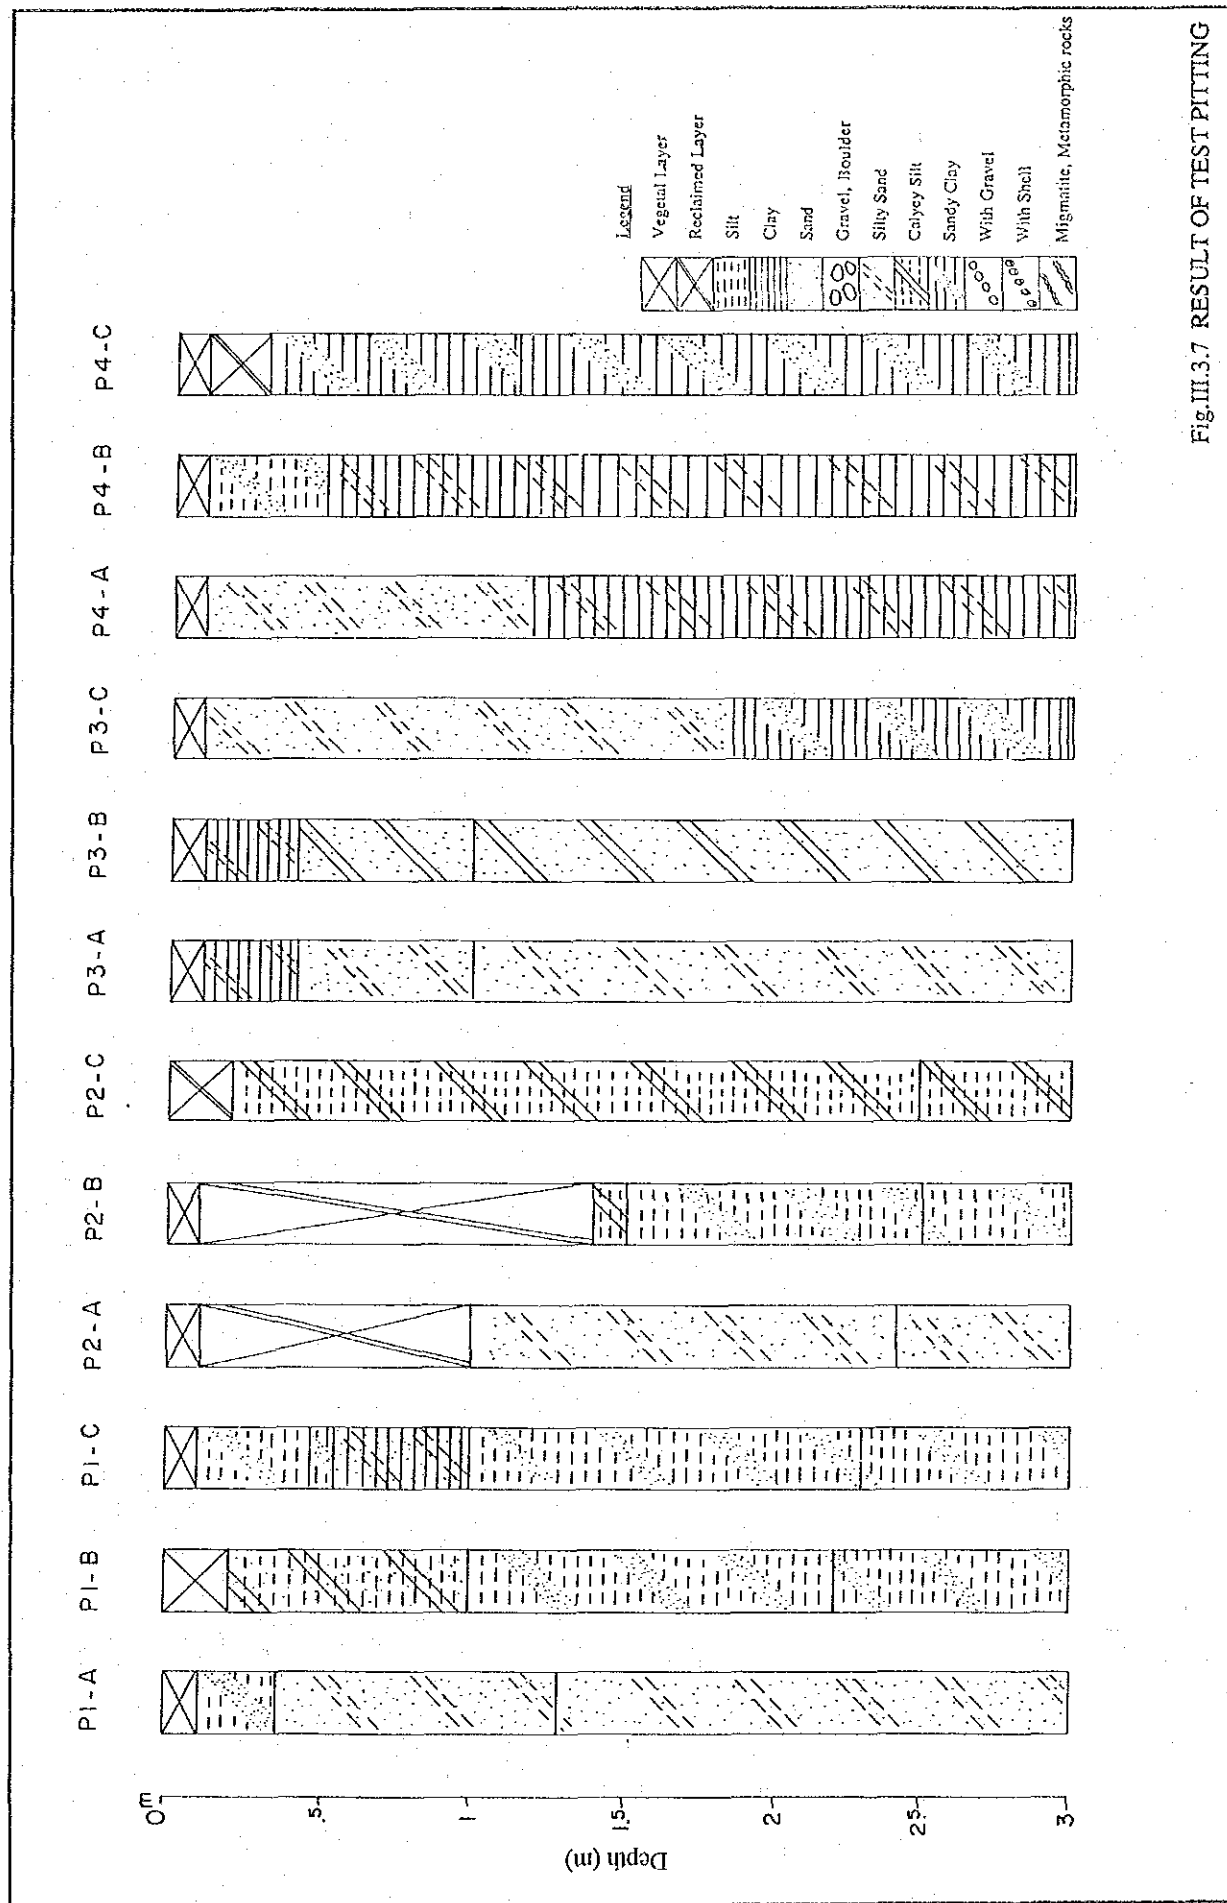 P1-A
P1-B
P1-C
P2-A
P2-B
P2-C
P3-A
P3-B
P3-C
P4-A
P4-B
P4-C
Depth (m)
0m
.5
1
1.5
2
2.5
3
Legend
Vegetal Layer
Reclaimed Layer
Silt
Clay
Sand
Gravel, Boulder
Silty Sand
Calyey Silt
Sandy Clay
With Gravel
With Shell
Migmatite, Metamorphic rocks
Fig.III.3.7 RESULT OF TEST PITTING